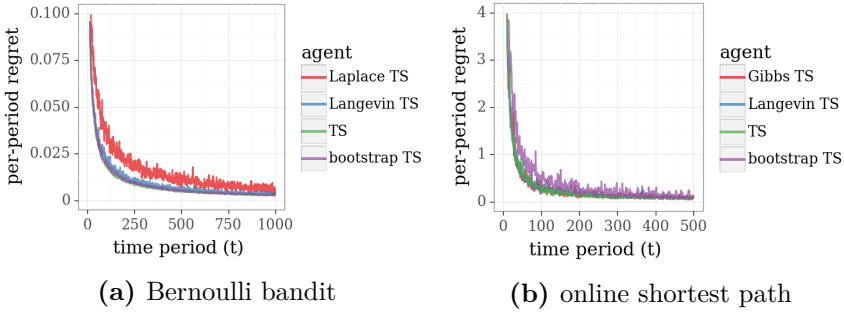 per-period regret
0.100
0.075
0.050
0.025
0
0 250 500 750 1000
time period (t)
agent
Laplace TS
Langevin TS
TS
bootstrap TS
(a) Bernoulli bandit
per-period regret
4
3
2
1
0
0 100 200 300 400 500
time period (t)
agent
Gibbs TS
Langevin TS
TS
bootstrap TS
(b) online shortest path